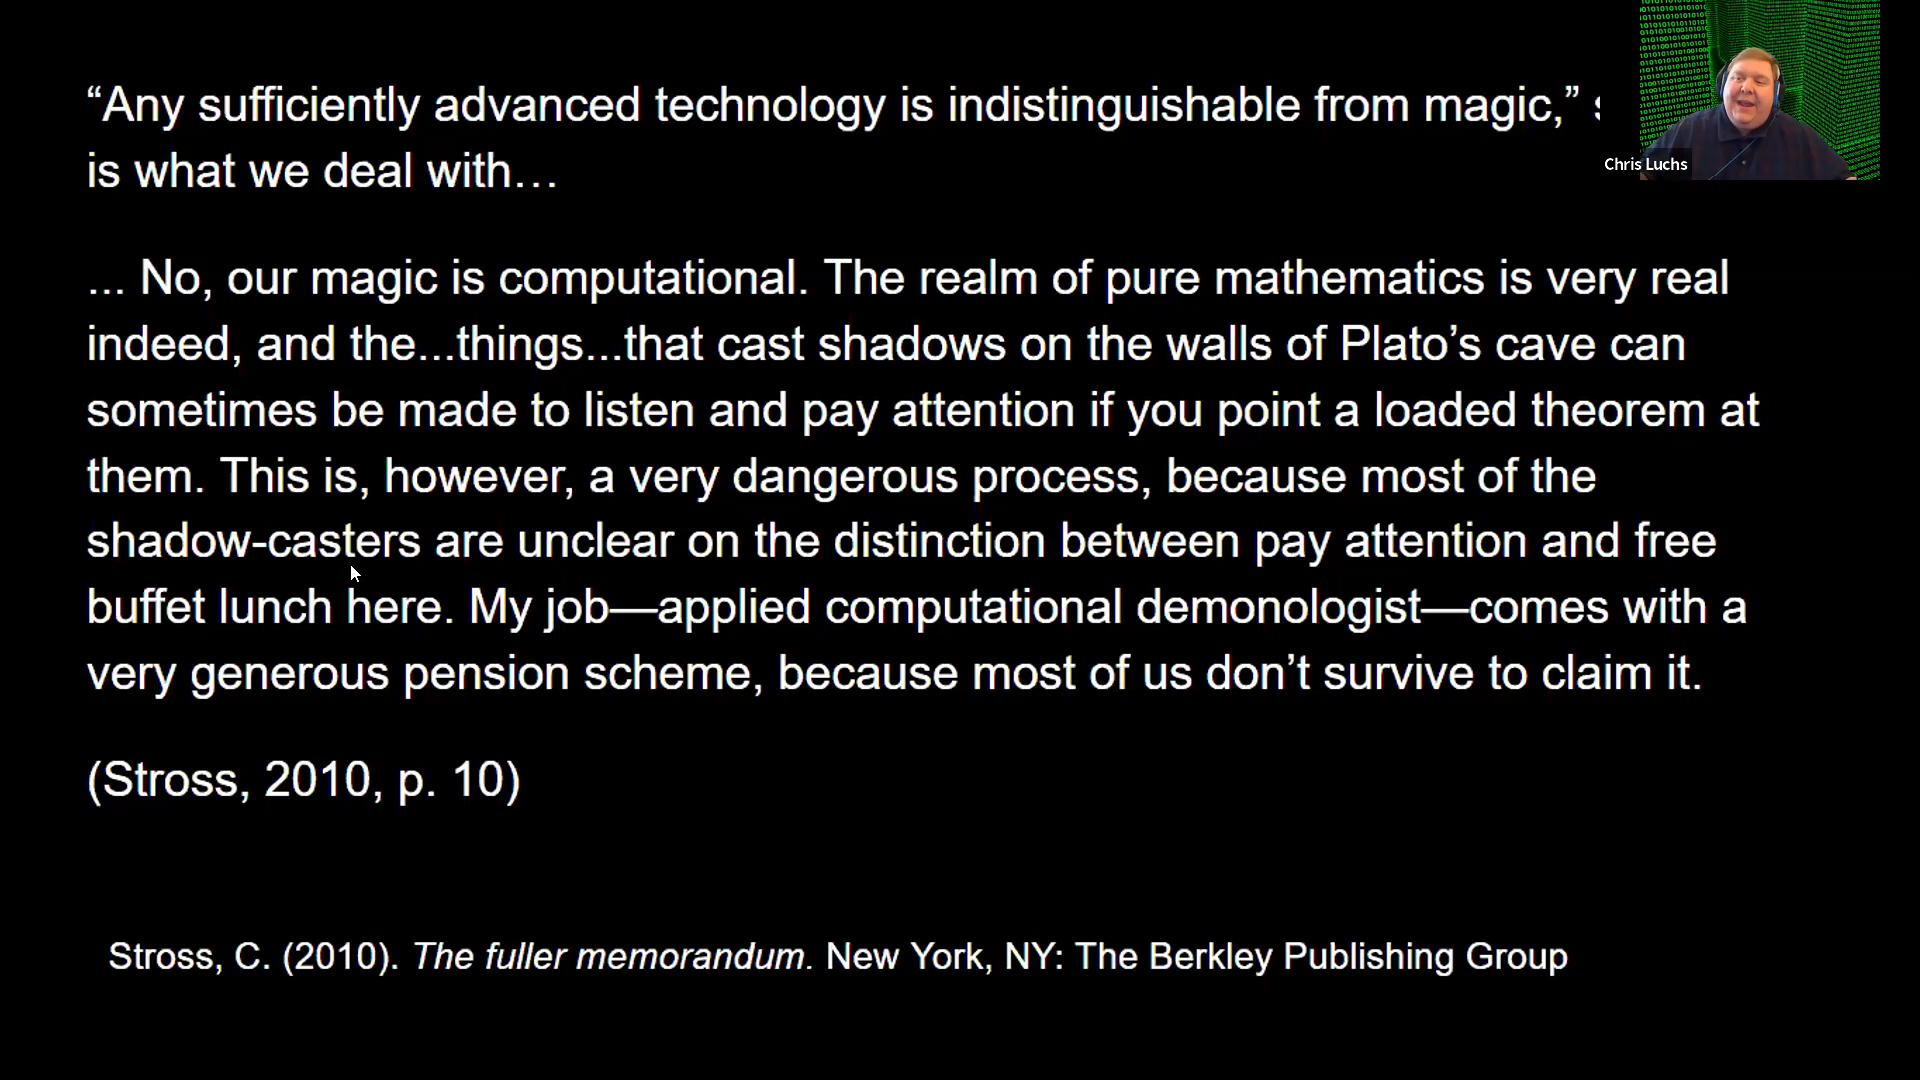 “Any sufficiently advanced technology is indistinguishable from magic,”
is what we deal with…
... No, our magic is computational. The realm of pure mathematics is very real
indeed, and the...things...that cast shadows on the walls of Plato’s cave can
sometimes be made to listen and pay attention if you point a loaded theorem at
them. This is, however, a very dangerous process, because most of the
shadow-casters are unclear on the distinction between pay attention and free
buffet lunch here. My job—applied computational demonologist—comes with a
very generous pension scheme, because most of us don’t survive to claim it.
(Stross, 2010, p. 10)
Stross, C. (2010). The fuller memorandum. New York, NY: The Berkley Publishing Group
Chris Luchs